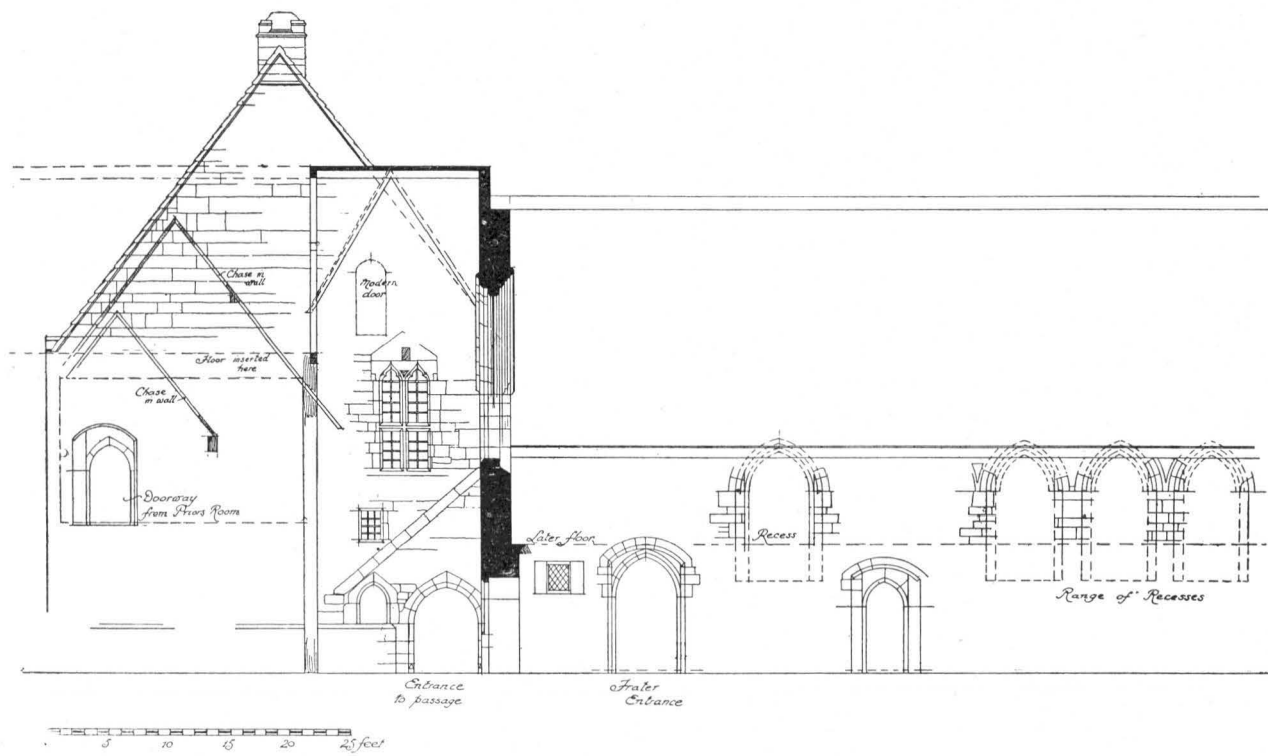 Chase in
wall
Modern
door
Floor inserted
here
Chase
in wall
Doorway
from Priors Room
Later floor
Recess
Range of Recesses
Entrance
to passage
Frater
Entrance
5 10 15 20 25 feet